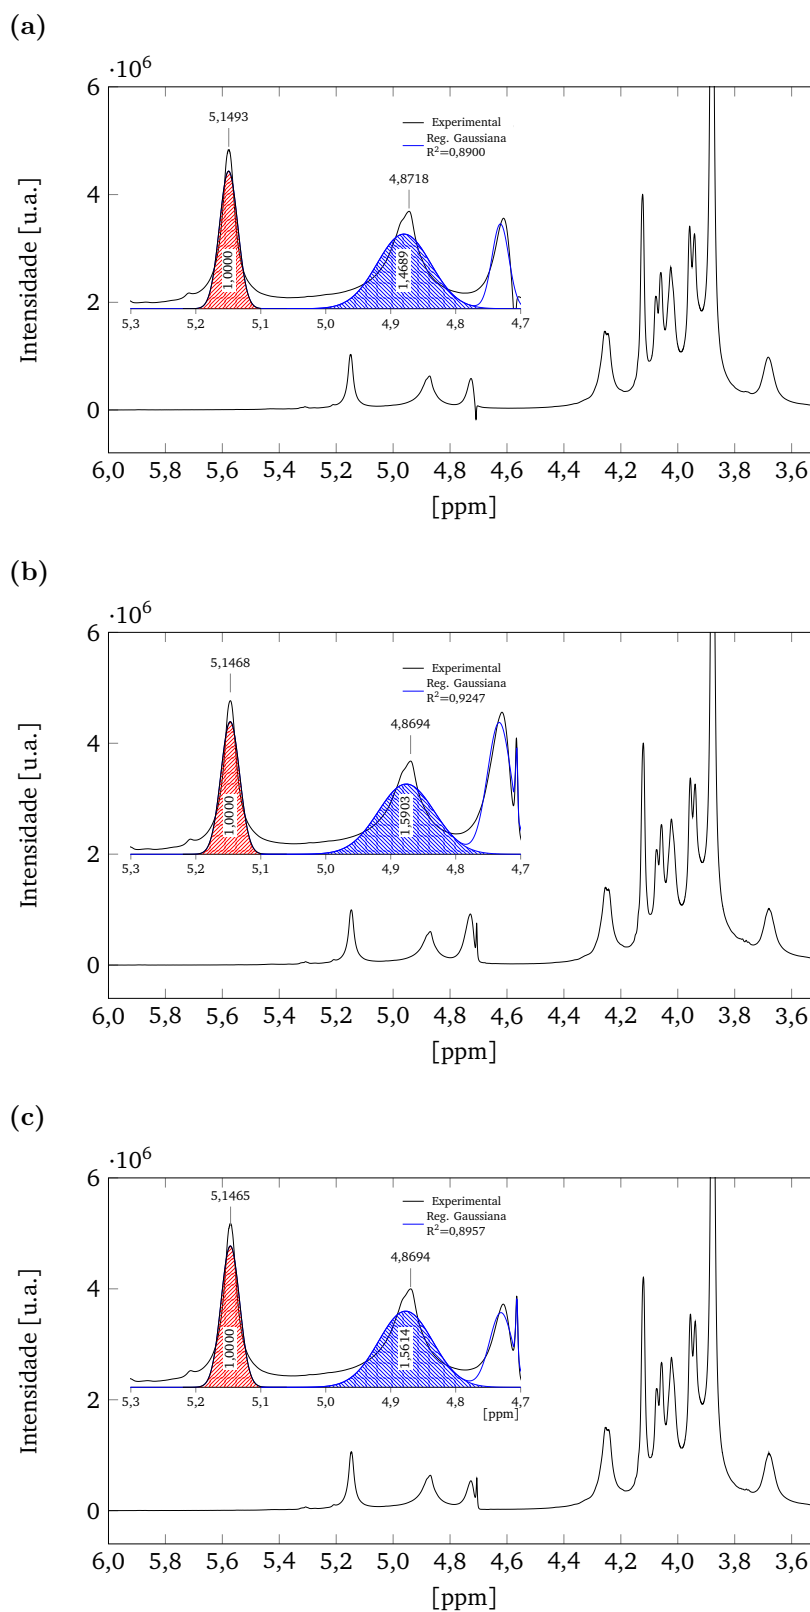 (a)
·10⁶
6
4
2
0
Intensidade [u.a.]
5,1493
Experimental
Reg. Gaussiana
R²=0,8900
4,8718
1,0000
1,4689
5,3 5,2 5,1 5,0 4,9 4,8 4,7
6,0 5,8 5,6 5,4 5,2 5,0 4,8 4,6 4,4 4,2 4,0 3,8 3,6
[ppm]
(b)
·10⁶
6
4
2
0
Intensidade [u.a.]
5,1468
Experimental
Reg. Gaussiana
R²=0,9247
4,8694
1,0000
1,5903
5,3 5,2 5,1 5,0 4,9 4,8 4,7
6,0 5,8 5,6 5,4 5,2 5,0 4,8 4,6 4,4 4,2 4,0 3,8 3,6
[ppm]
(c)
·10⁶
6
4
2
0
Intensidade [u.a.]
5,1465
Experimental
Reg. Gaussiana
R²=0,8957
4,8694
1,0000
1,5614
5,3 5,2 5,1 5,0 4,9 4,8 4,7
[ppm]
6,0 5,8 5,6 5,4 5,2 5,0 4,8 4,6 4,4 4,2 4,0 3,8 3,6
[ppm]